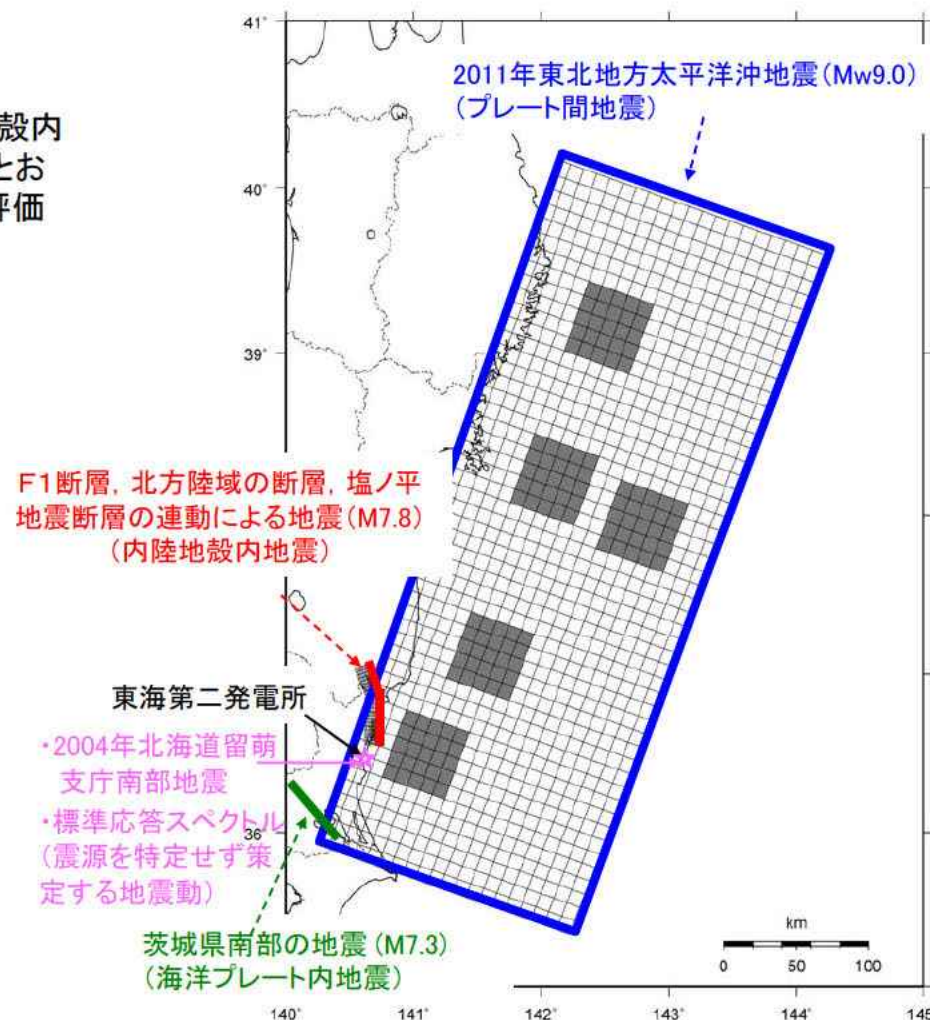 41°
2011年東北地方太平洋沖地震(Mw9.0)
(プレート間地震)
殻内
とお
評価
40°
39°
F1断層, 北方陸域の断層, 塩ノ平
地震断層の連動による地震(M7.8)
(内陸地殻内地震)
東海第二発電所
・2004年北海道留萌
支庁南部地震
・標準応答スペクトル
(震源を特定せず策
定する地震動)
36°
茨城県南部の地震(M7.3)
(海洋プレート内地震)
km
0 50 100
140° 141° 142° 143° 144° 145